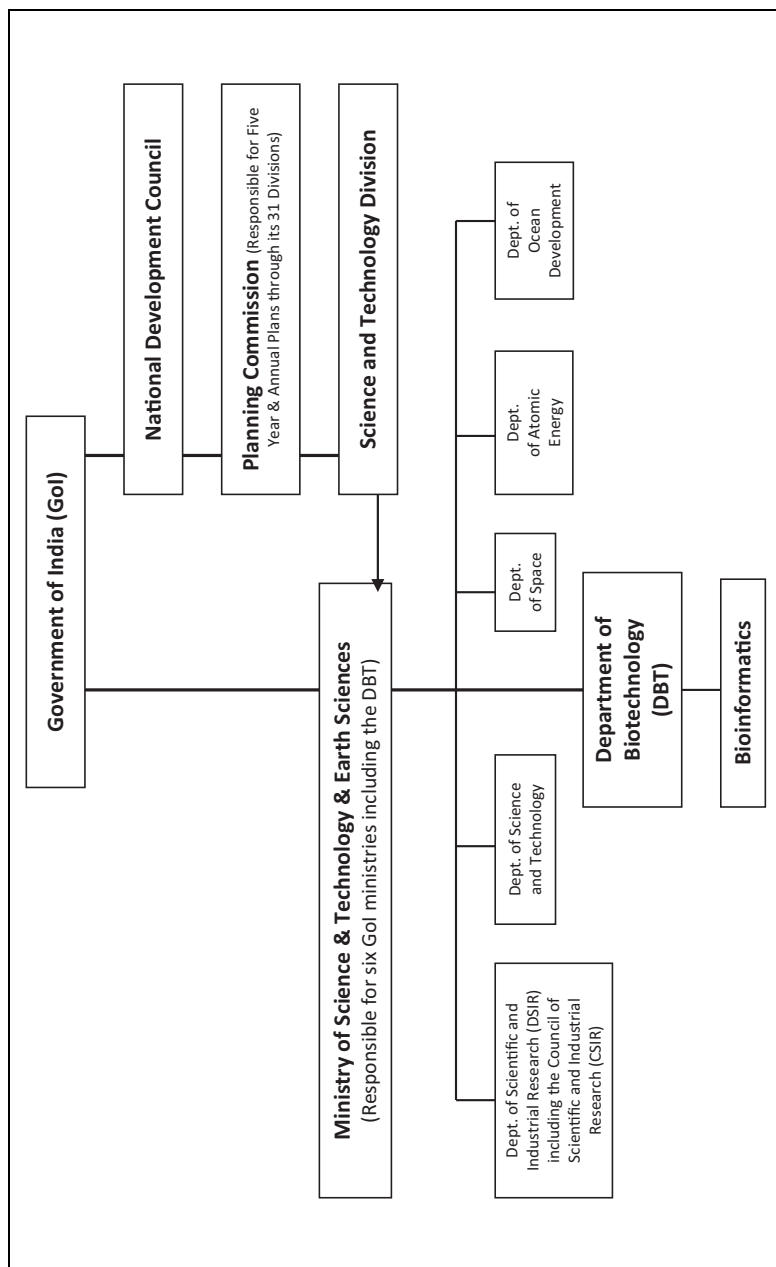 Government of India (GoI)
National Development Council
Planning Commission (Responsible for Five
Year & Annual Plans through its 31 Divisions)
Science and Technology Division
Ministry of Science & Technology & Earth Sciences
(Responsible for six GoI ministries including the DBT)
Dept. of Scientific and
Industrial Research (DSIR)
including the Council of
Scientific and Industrial
Research (CSIR)
Dept. of Science
and Technology
Dept.
of Space
Dept.
of Atomic
Energy
Dept. of
Ocean
Development
Department of
Biotechnology
(DBT)
Bioinformatics